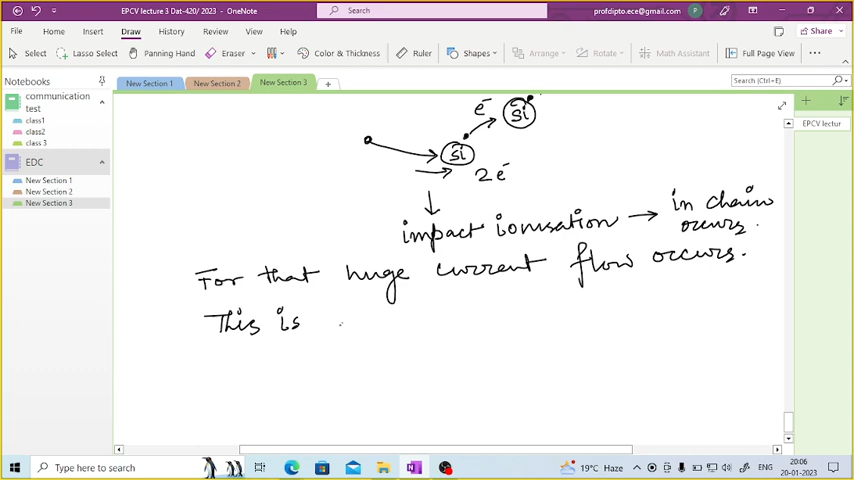 EPCV lecture 3 Dat-420/ 2023 - OneNote
Search
profdipto.ece@gmail.com
P
File Home Insert Draw History Review View Help
Share
Select Lasso Select Panning Hand Eraser Color & Thickness Ruler Shapes Arrange Rotate Math Assistant Full Page View
Notebooks
New Section 1 New Section 2 New Section 3 +
Search (Ctrl+E)
communication
test
class1
class2
class 3
EDC
New Section 1
New Section 2
New Section 3
EPCV lectur
e⁻ Si
Si
2e⁻
impact ionisation → in chain
ocurs.
For that huge current flow occurs.
This is
Type here to search
19°C Haze
ENG
20:06
20-01-2023